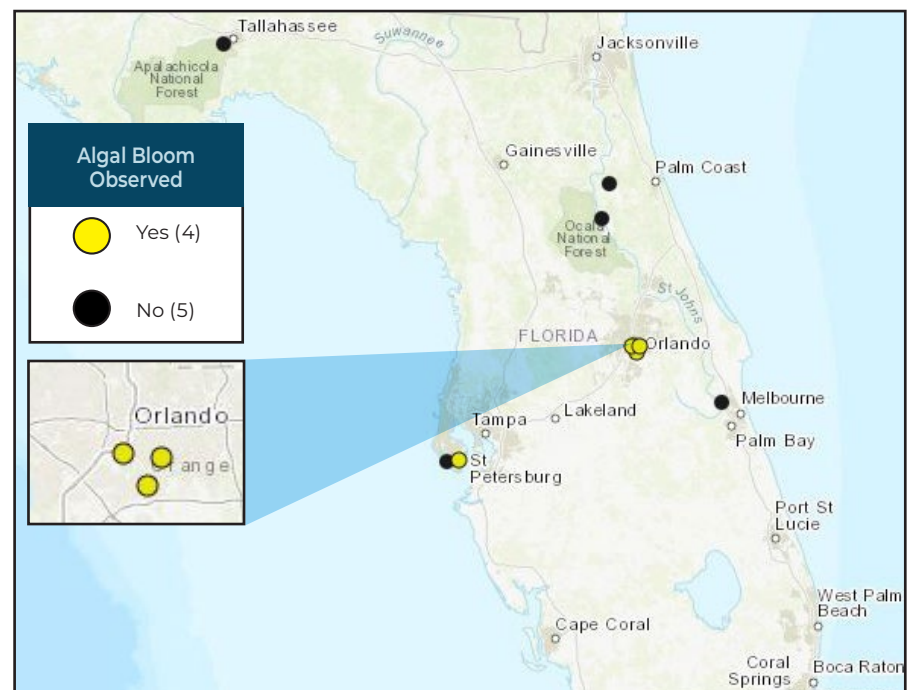 Tallahassee
Suwannee
Jacksonville
Apalachicola
National
Forest
Algal Bloom
Observed
Yes (4)
No (5)
Gainesville
Palm Coast
Ocala
National
Forest
St Johns
FLORIDA
Orlando
Orlando
Orange
Melbourne
Palm Bay
Lakeland
Tampa
St
Petersburg
Port St
Lucie
West Palm
Beach
Cape Coral
Coral
Springs
Boca Raton